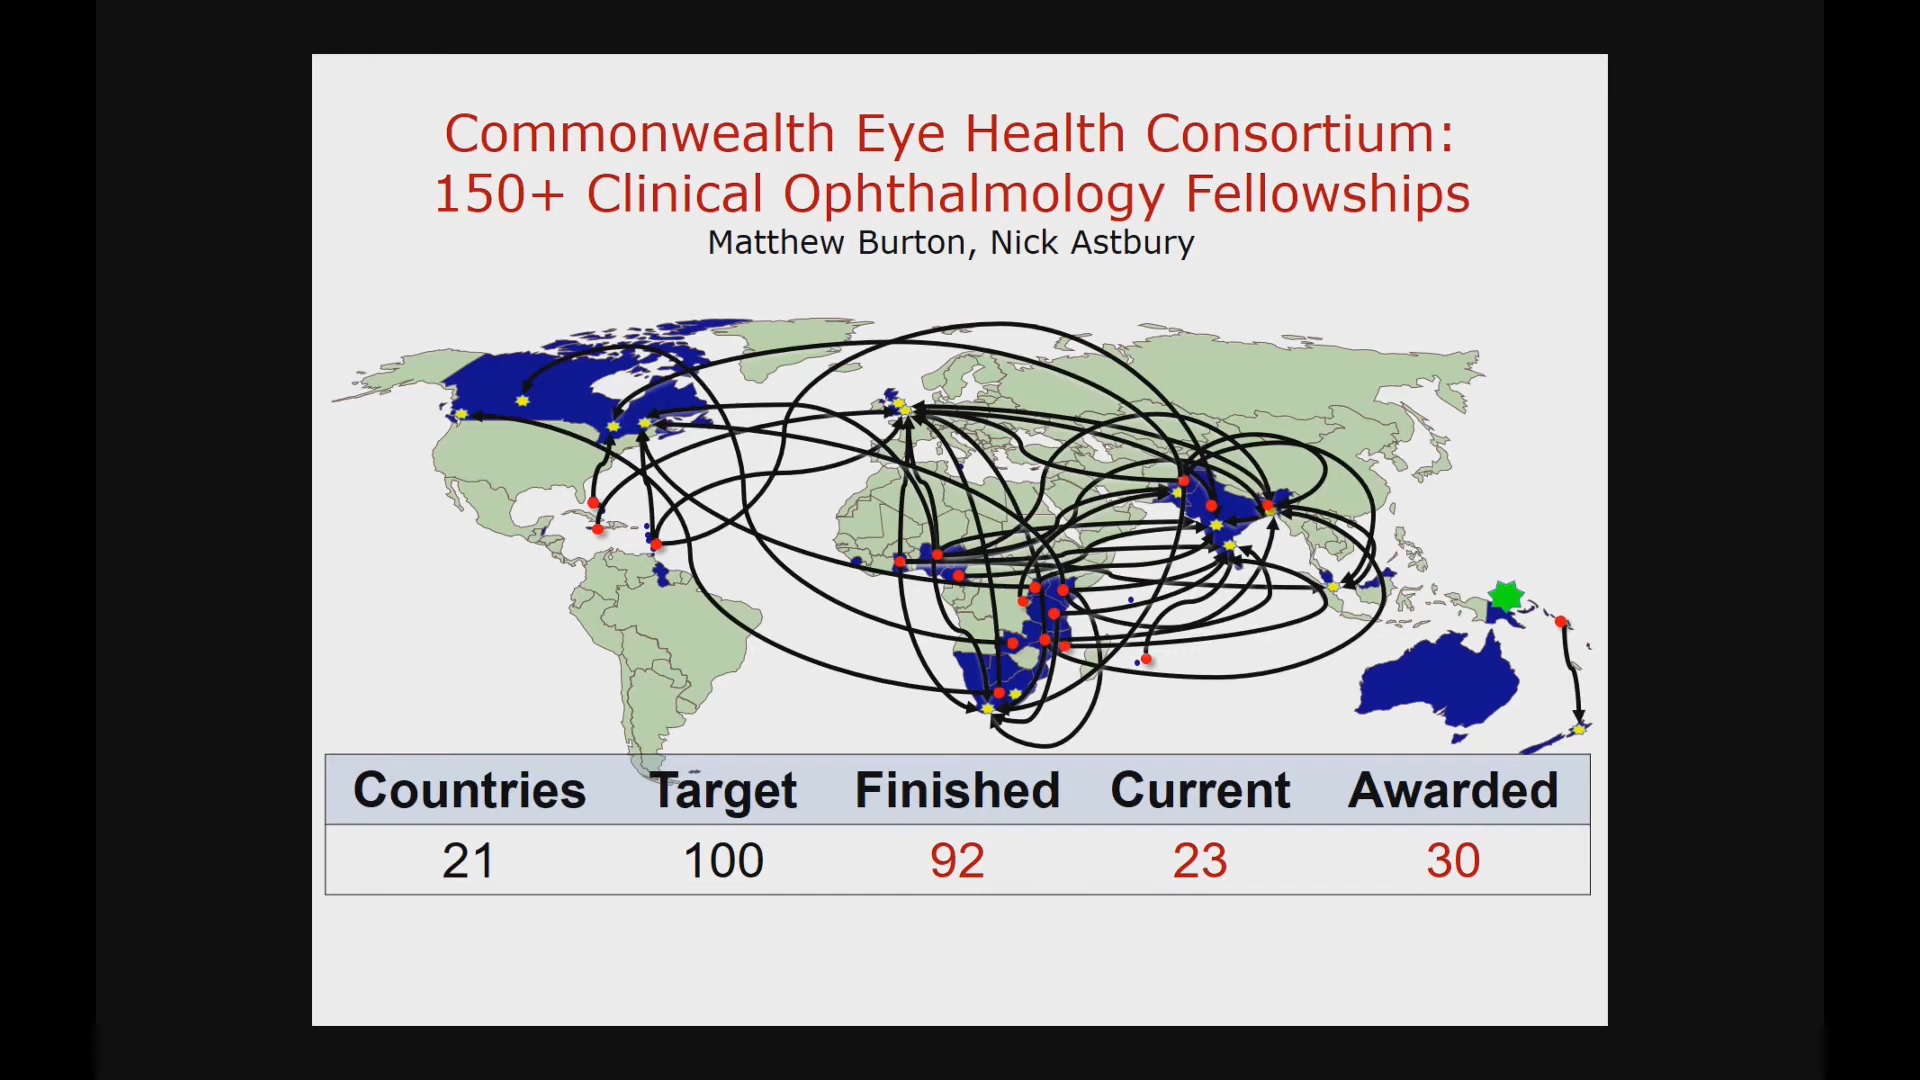 Commonwealth Eye Health Consortium:
150+ Clinical Ophthalmology Fellowships
Matthew Burton, Nick Astbury
Countries Target Finished Current Awarded
21 100 92 23 30